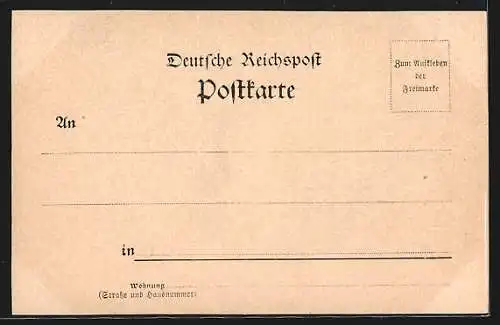 Deutsche Reichspost
Postkarte
Zum Aufkleben
der
Freimarke
An
in
Wohnung
(Straße und Hausnummer)